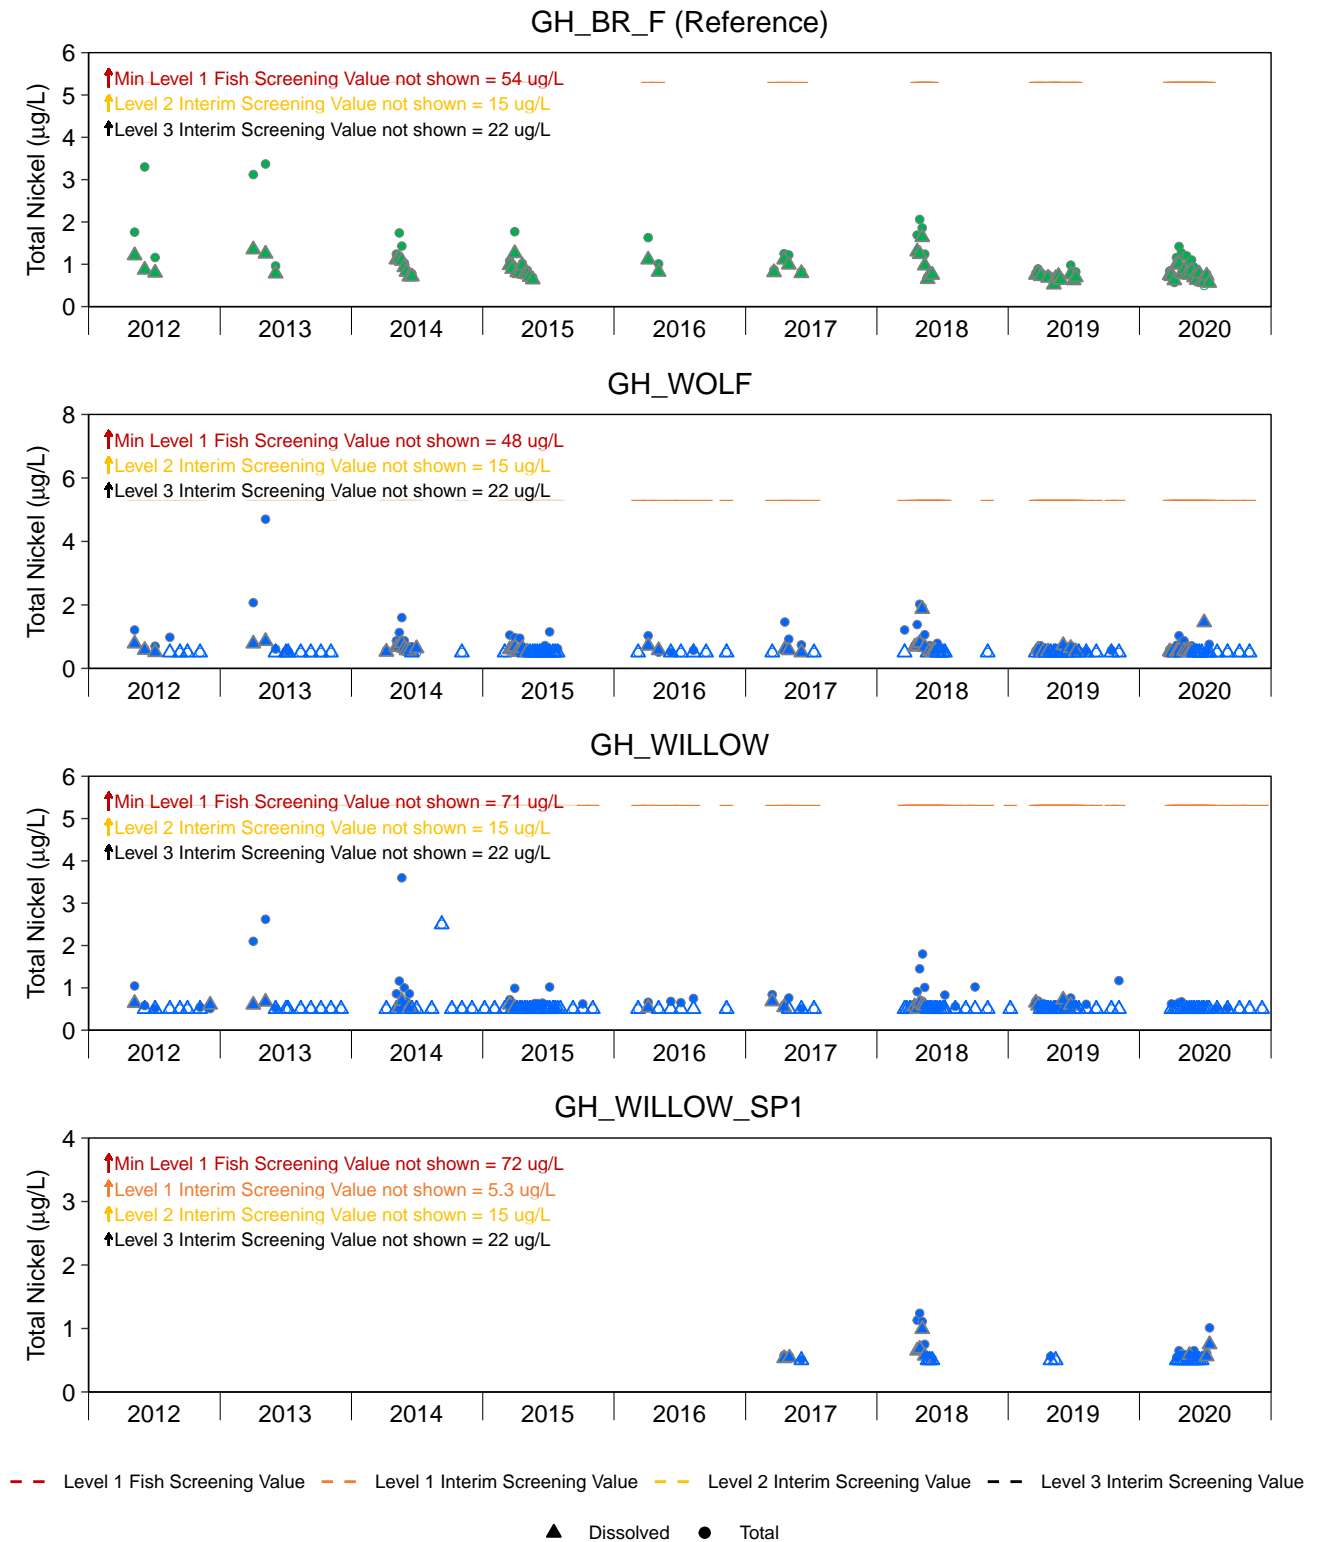 GH_BR_F (Reference)
Total Nickel (µg/L)
6
5
4
3
2
1
0
Min Level 1 Fish Screening Value not shown = 54 ug/L
Level 2 Interim Screening Value not shown = 15 ug/L
Level 3 Interim Screening Value not shown = 22 ug/L
2012 2013 2014 2015 2016 2017 2018 2019 2020
GH_WOLF
Total Nickel (µg/L)
8
6
4
2
0
Min Level 1 Fish Screening Value not shown = 48 ug/L
Level 2 Interim Screening Value not shown = 15 ug/L
Level 3 Interim Screening Value not shown = 22 ug/L
2012 2013 2014 2015 2016 2017 2018 2019 2020
GH_WILLOW
Total Nickel (µg/L)
6
5
4
3
2
1
0
Min Level 1 Fish Screening Value not shown = 71 ug/L
Level 2 Interim Screening Value not shown = 15 ug/L
Level 3 Interim Screening Value not shown = 22 ug/L
2012 2013 2014 2015 2016 2017 2018 2019 2020
GH_WILLOW_SP1
Total Nickel (µg/L)
4
3
2
1
0
Min Level 1 Fish Screening Value not shown = 72 ug/L
Level 1 Interim Screening Value not shown = 5.3 ug/L
Level 2 Interim Screening Value not shown = 15 ug/L
Level 3 Interim Screening Value not shown = 22 ug/L
2012 2013 2014 2015 2016 2017 2018 2019 2020
Level 1 Fish Screening Value Level 1 Interim Screening Value Level 2 Interim Screening Value Level 3 Interim Screening Value
Dissolved Total